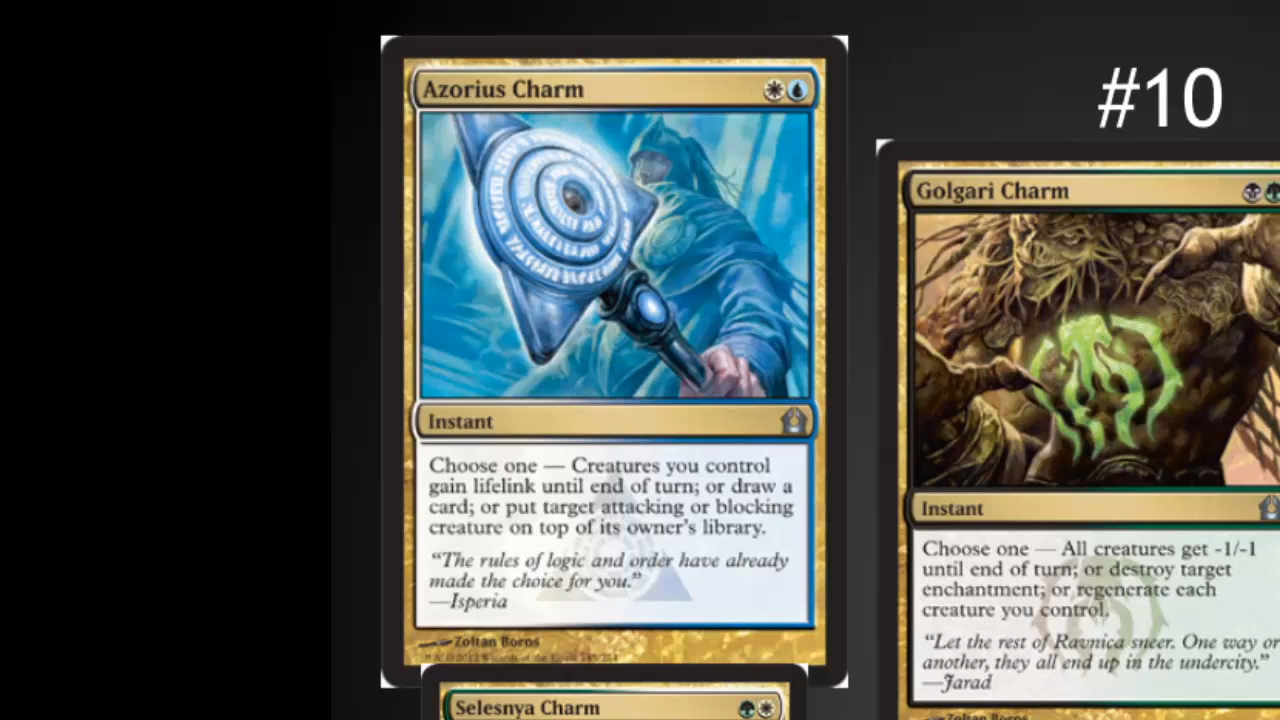 #10
Azorius Charm
Instant
Choose one — Creatures you control
gain lifelink until end of turn; or draw a
card; or put target attacking or blocking
creature on top of its owner's library.
"The rules of logic and order have already
made the choice for you."
—Isperia
Zoltan Boros
Golgari Charm
Instant
Choose one — All creatures get -1/-1
until end of turn; or destroy target
enchantment; or regenerate each
creature you control.
"Let the rest of Ravnica sneer. One way or
another, they all end up in the undercity."
—Jarad
Zoltan Boros
Selesnya Charm